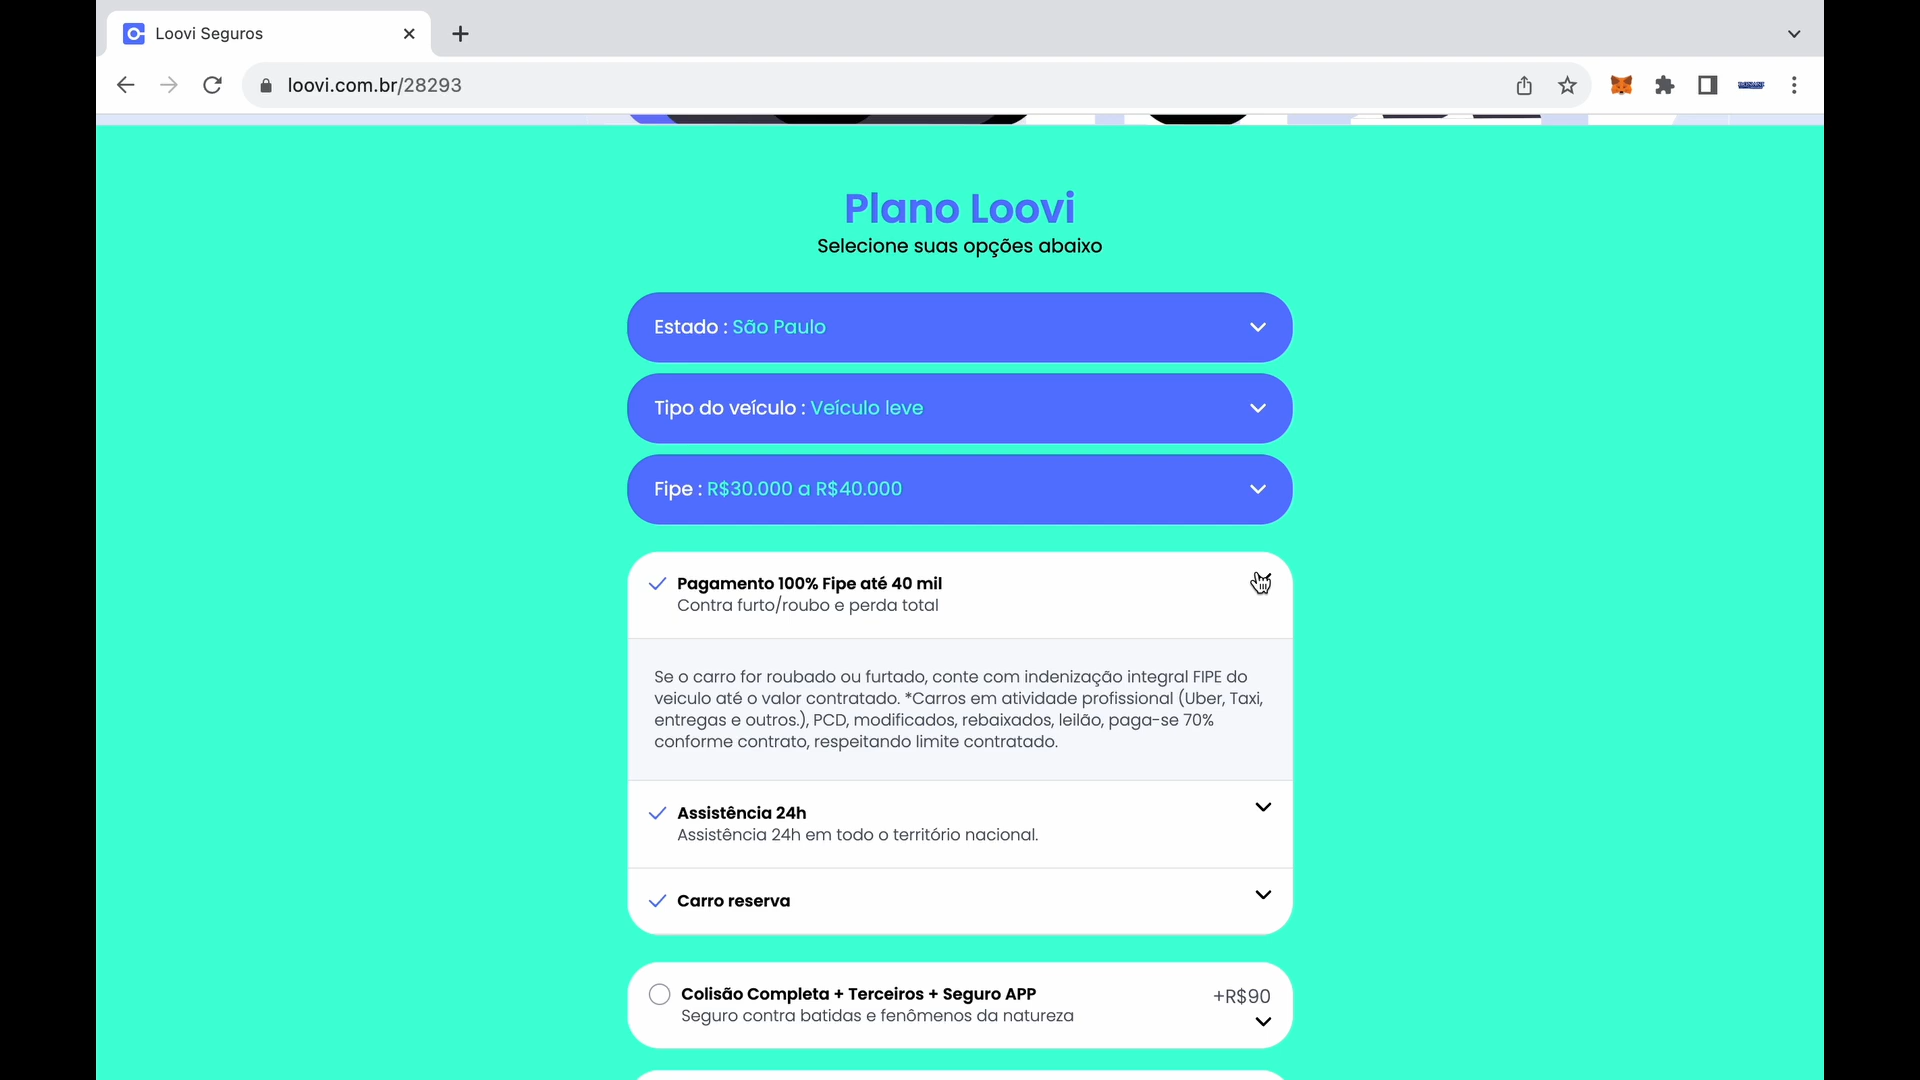 Loovi Seguros
loovi.com.br/28293
Plano Loovi
Selecione suas opções abaixo
Estado : São Paulo
Tipo do veículo : Veículo leve
Fipe : R$30.000 a R$40.000
Pagamento 100% Fipe até 40 mil
Contra furto/roubo e perda total
Se o carro for roubado ou furtado, conte com indenização integral FIPE do
veiculo até o valor contratado. *Carros em atividade profissional (Uber, Taxi,
entregas e outros.), PCD, modificados, rebaixados, leilão, paga-se 70%
conforme contrato, respeitando limite contratado.
Assistência 24h
Assistência 24h em todo o território nacional.
Carro reserva
Colisão Completa + Terceiros + Seguro APP
+R$90
Seguro contra batidas e fenômenos da natureza